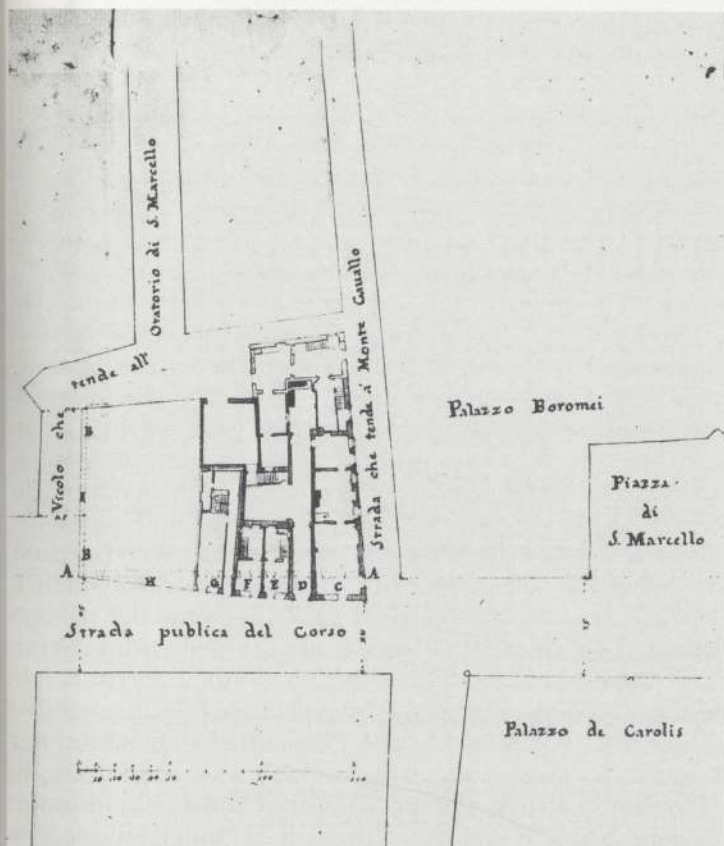 Oratorio di S. Marcello
tende all'
Vicolo che
Strada che tende à Monte Cauallo
Palazzo Boromei
Piazza
di
S. Marcello
B
B
A H G F E D C A
Strada publica del Corso
Palazzo de Carolis